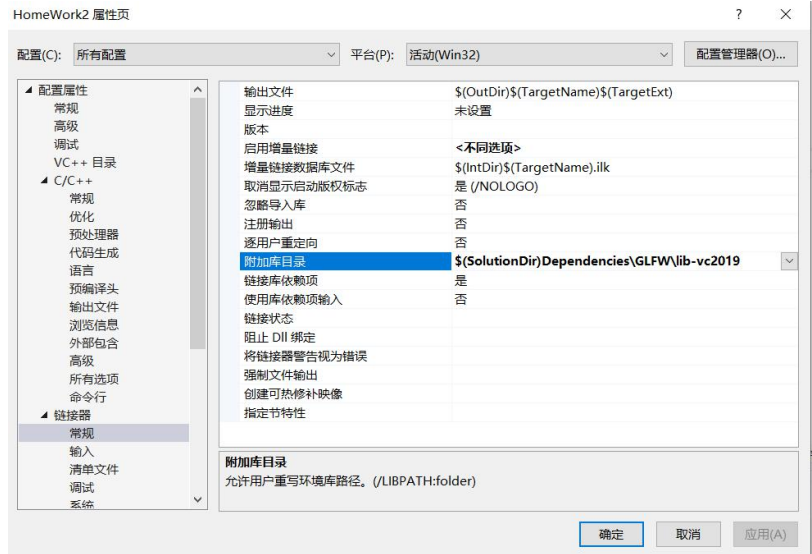 HomeWork2 属性页
? ×
配置(C): 所有配置 平台(P): 活动(Win32) 配置管理器(O)...
配置属性
常规
高级
调试
VC++ 目录
C/C++
常规
优化
预处理器
代码生成
语言
预编译头
输出文件
浏览信息
外部包含
高级
所有选项
命令行
链接器
常规
输入
清单文件
调试
系统
输出文件 $(OutDir)$(TargetName)$(TargetExt)
显示进度 未设置
版本
启用增量链接 <不同选项>
增量链接数据库文件 $(IntDir)$(TargetName).ilk
取消显示启动版权标志 是 (/NOLOGO)
忽略导入库 否
注册输出 否
逐用户重定向 否
附加库目录 $(SolutionDir)Dependencies\GLFW\lib-vc2019
链接库依赖项 是
使用库依赖项输入 否
链接状态
阻止 Dll 绑定
将链接器警告视为错误
强制文件输出
创建可热修补映像
指定节特性
附加库目录
允许用户重写环境库路径。(/LIBPATH:folder)
确定 取消 应用(A)